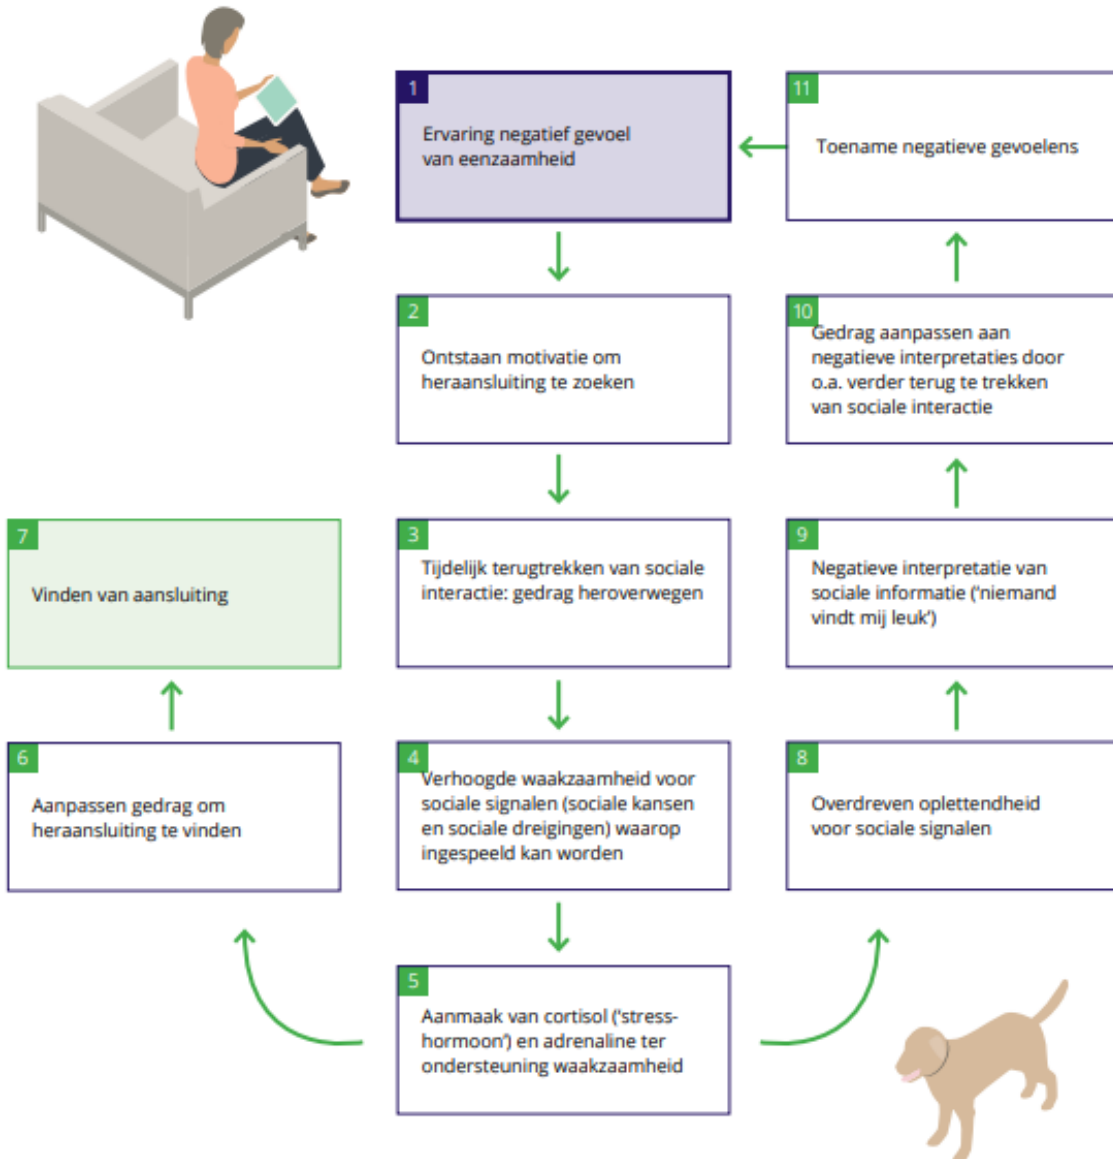 1
Ervaring negatief gevoel
van eenzaamheid
2
Ontstaan motivatie om
heraansluiting te zoeken
3
Tijdelijk terugtrekken van sociale
interactie: gedrag heroverwegen
4
Verhoogde waakzaamheid voor
sociale signalen (sociale kansen
en sociale dreigingen) waarop
ingespeeld kan worden
5
Aanmaak van cortisol (‘stress-
hormoon’) en adrenaline ter
ondersteuning waakzaamheid
6
Aanpassen gedrag om
heraansluiting te vinden
7
Vinden van aansluiting
8
Overdreven oplettendheid
voor sociale signalen
9
Negatieve interpretatie van
sociale informatie (‘niemand
vindt mij leuk’)
10
Gedrag aanpassen aan
negatieve interpretaties door
o.a. verder terug te trekken
van sociale interactie
11
Toename negatieve gevoelens